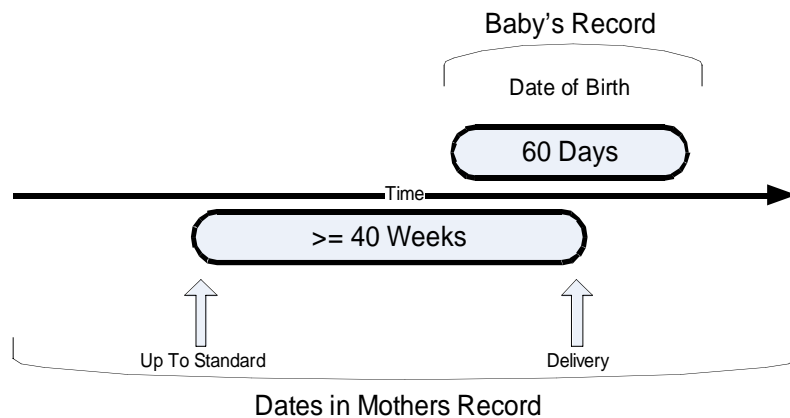 Baby's Record
Date of Birth
60 Days
Time
>= 40 Weeks
Up To Standard
Delivery
Dates in Mothers Record